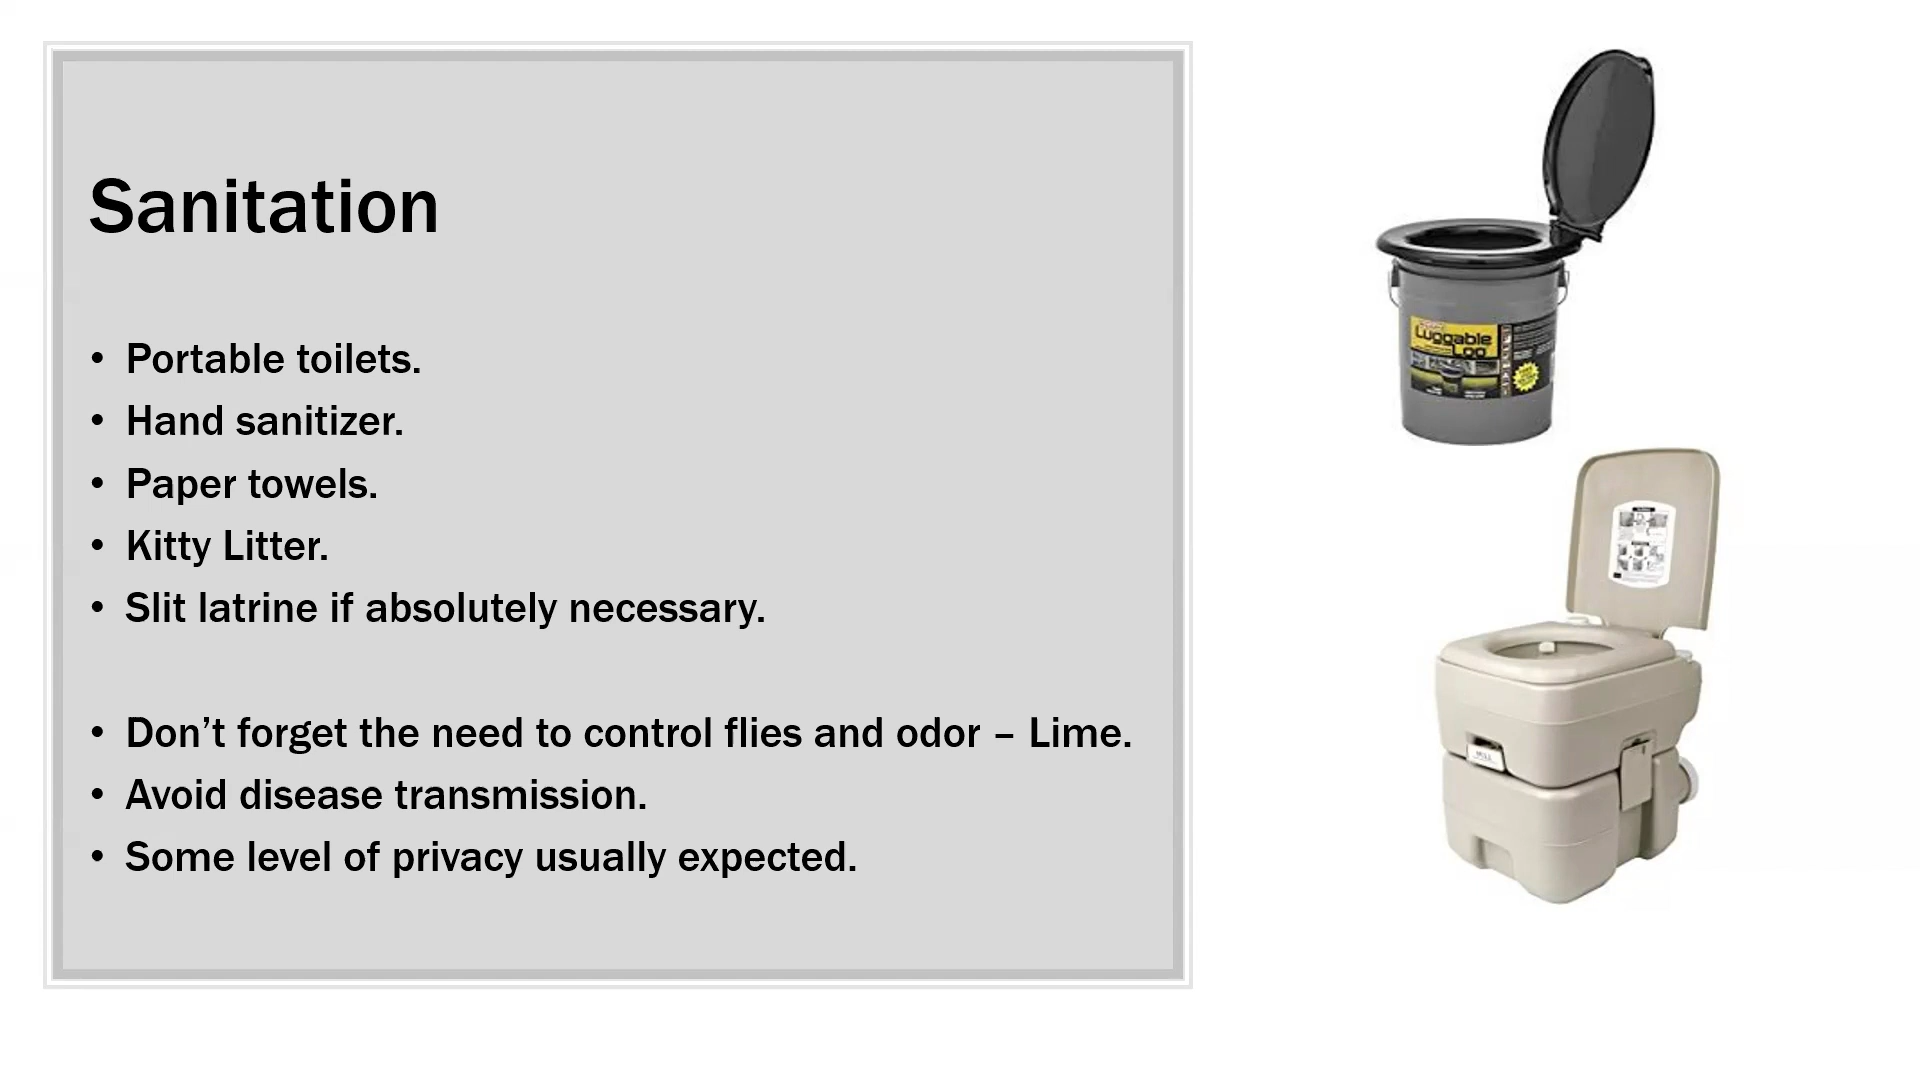 Sanitation
• Portable toilets.
• Hand sanitizer.
• Paper towels.
• Kitty Litter.
• Slit latrine if absolutely necessary.
• Don’t forget the need to control flies and odor – Lime.
• Avoid disease transmission.
• Some level of privacy usually expected.
Luggable
Loo